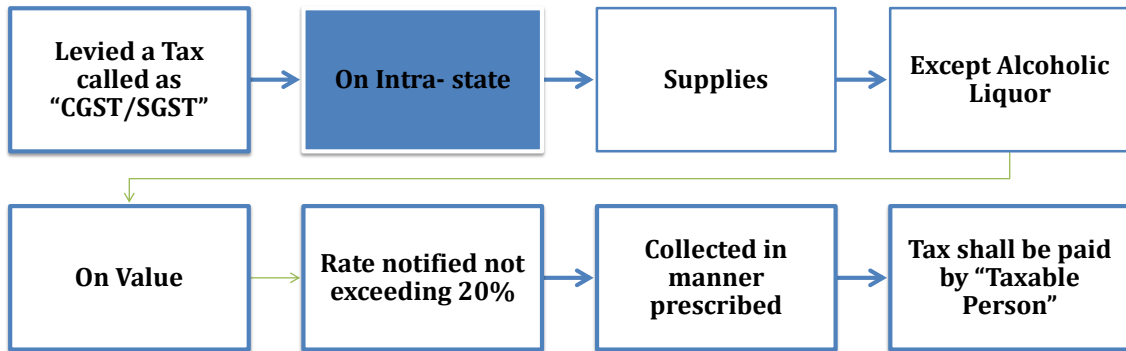 Levied a Tax
called as
“CGST/SGST”
On Intra- state
Supplies
Except Alcoholic
Liquor
On Value
Rate notified not
exceeding 20%
Collected in
manner
prescribed
Tax shall be paid
by “Taxable
Person”